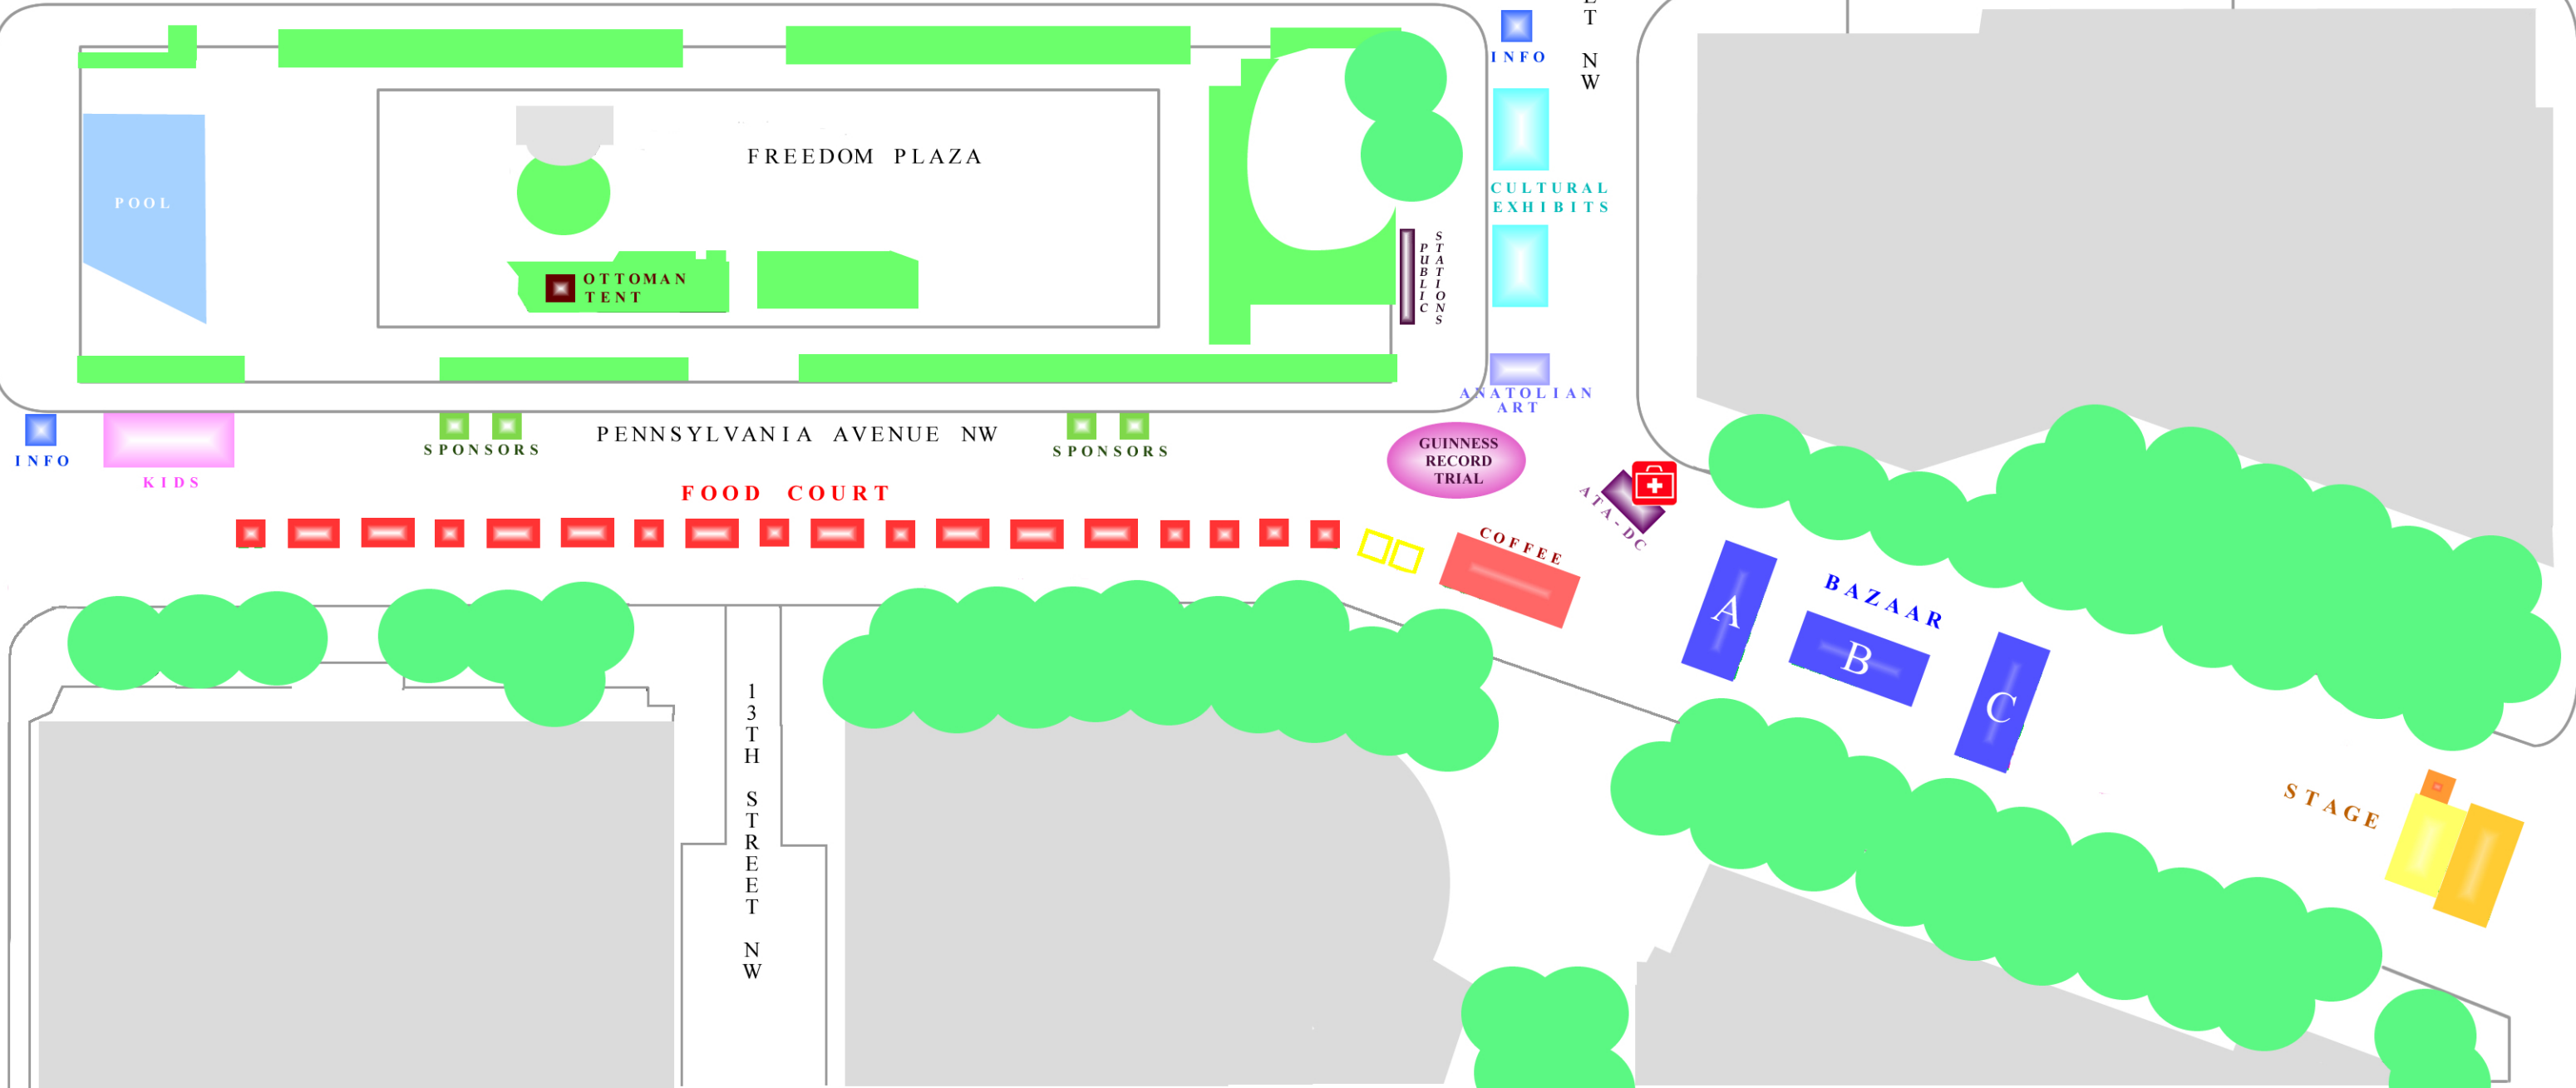 T NW
INFO
FREEDOM PLAZA
POOL
CULTURAL
EXHIBITS
OTTOMAN
TENT
PUBLIC
STATIONS
ANATOLIAN
ART
INFO
KIDS
SPONSORS
PENNSYLVANIA AVENUE NW
SPONSORS
GUINNESS
RECORD
TRIAL
FOOD COURT
ATA-DC
COFFEE
BAZAAR
A
B
C
13TH STREET NW
STAGE